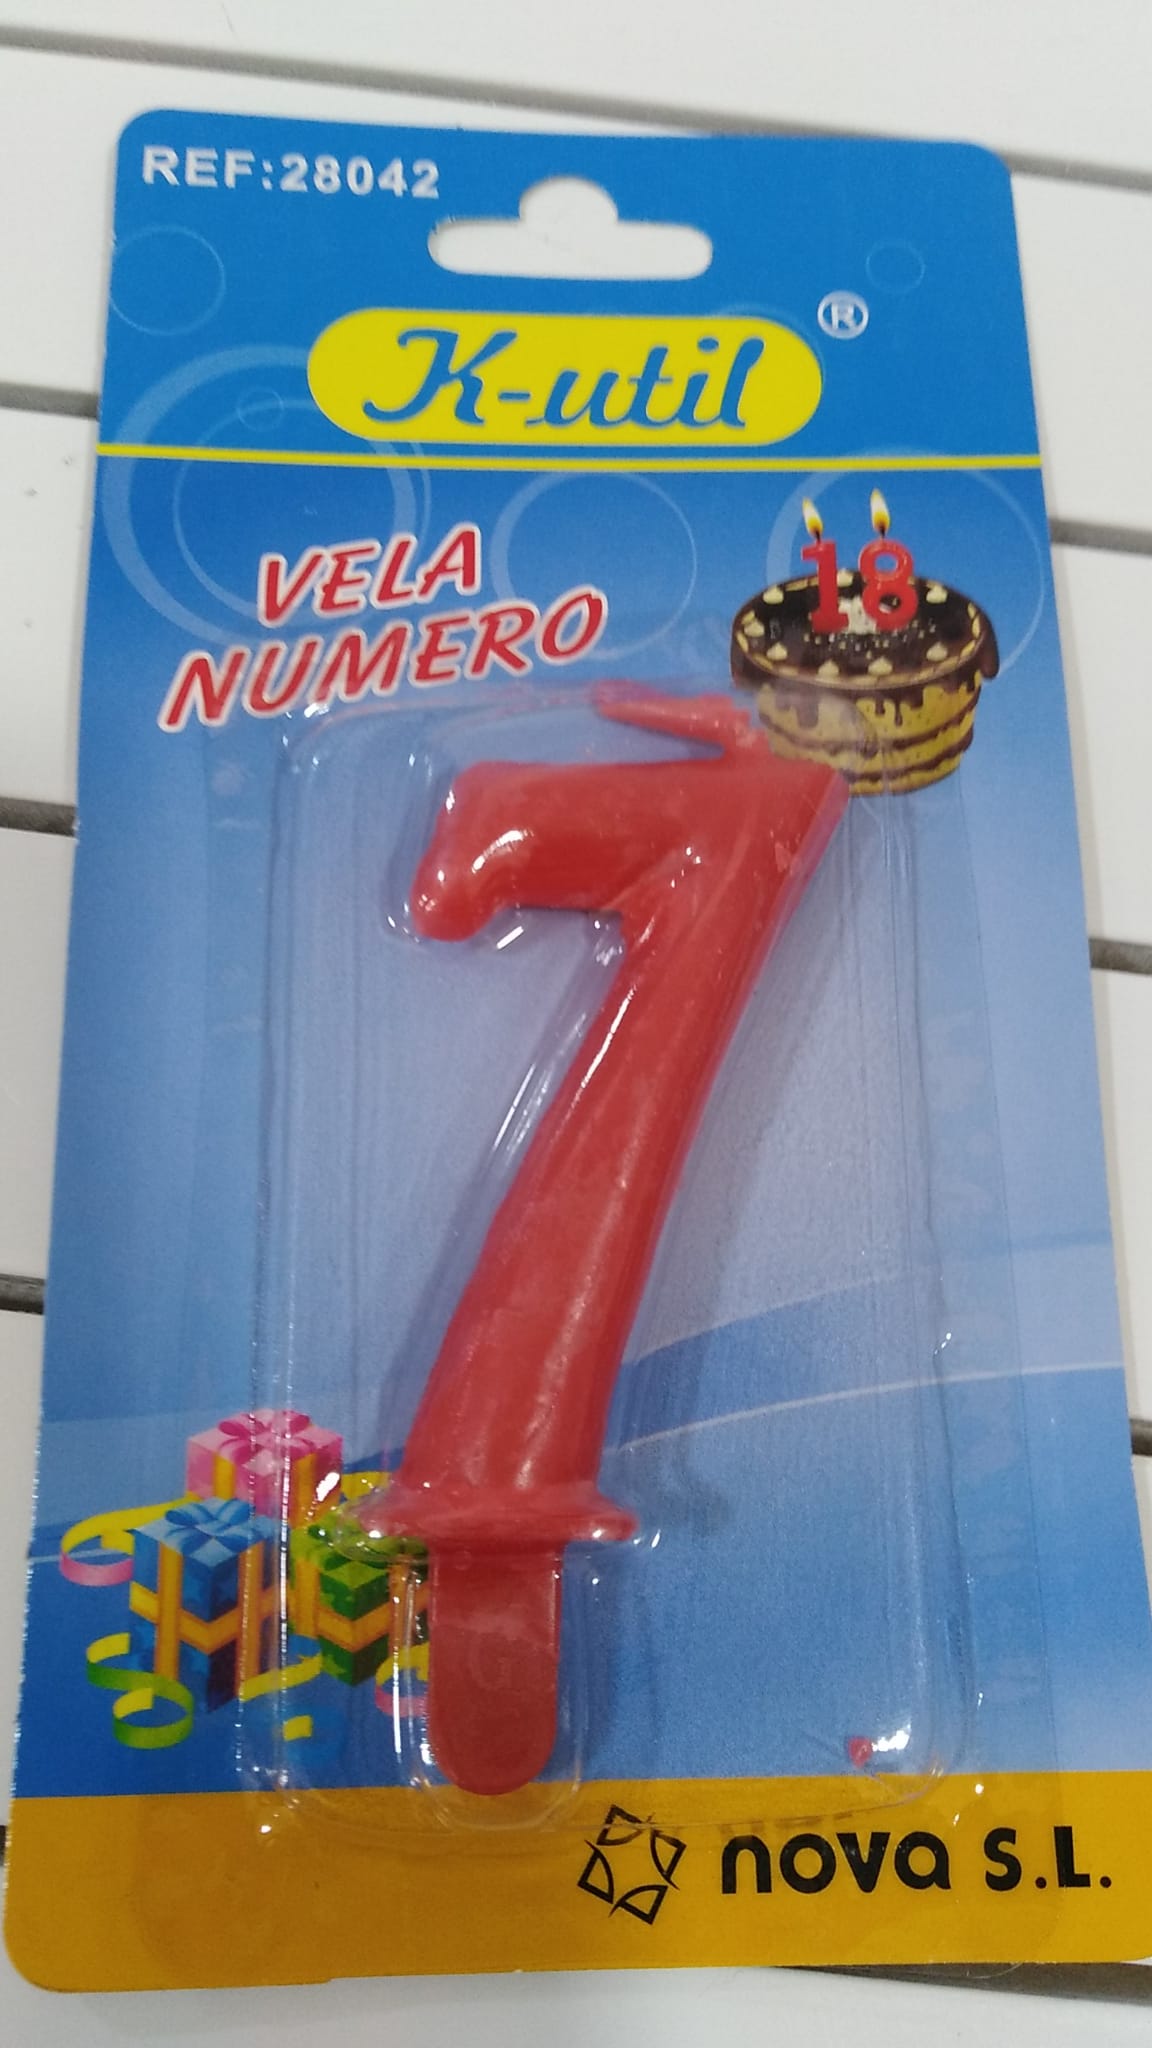 REF:28042
K-util®
VELA
NUMERO
18
7
nova S.L.